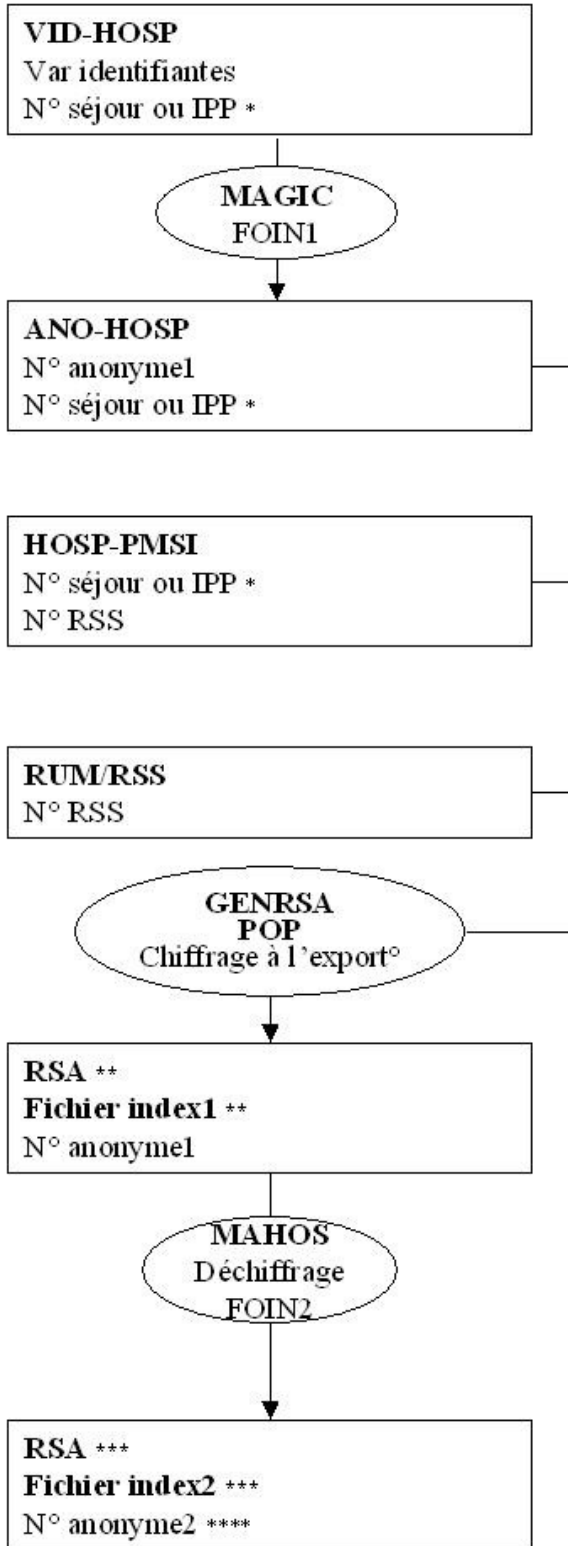 VID-HOSP
Var identifiantes
N° séjour ou IPP *
MAGIC
FOIN1
ANO-HOSP
N° anonyme1
N° séjour ou IPP *
HOSP-PMSI
N° séjour ou IPP *
N° RSS
RUM/RSS
N° RSS
GENRSA
POP
Chiffrage à l’export°
RSA **
Fichier index1 **
N° anonyme1
MAHOS
Déchiffrage
FOIN2
RSA ***
Fichier index2 ***
N° anonyme2 ****